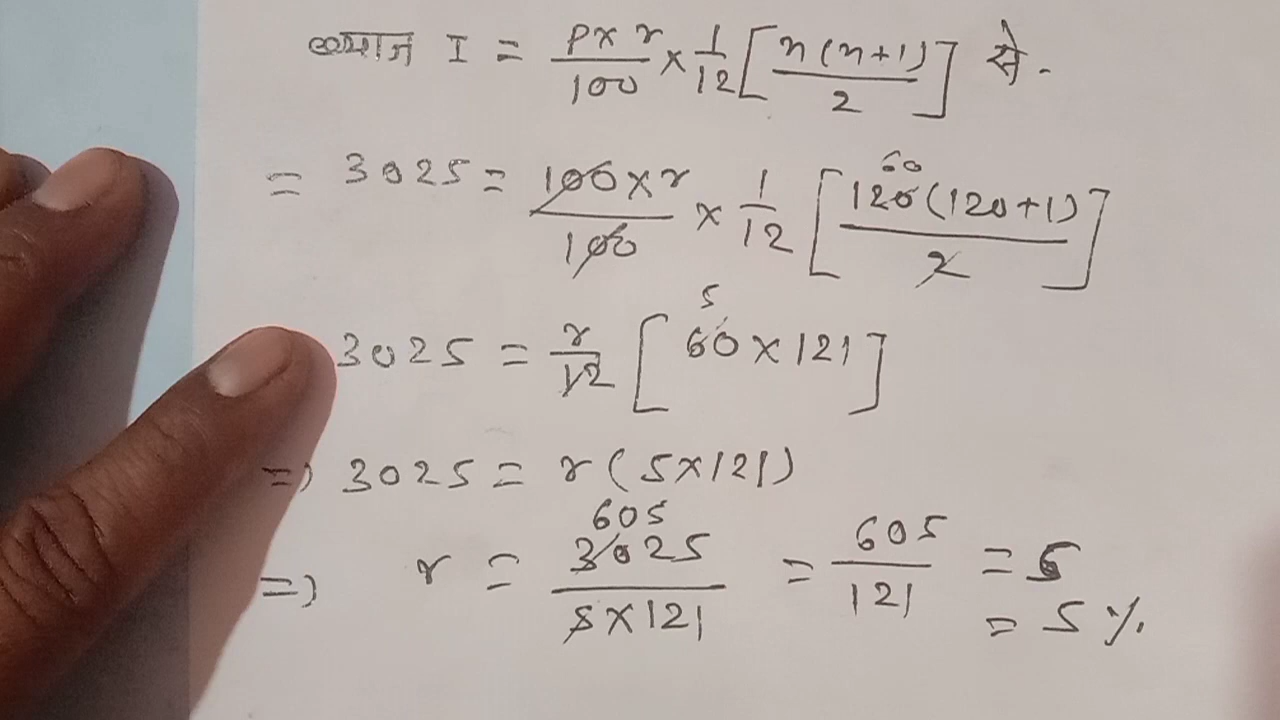 ब्याज I = P×r/100 × 1/12 [n(n+1)/2] से.
= 3025 = 100×r/100 × 1/12 [60 120(120+1)/2]
3025 = r/12 [5 60×121]
=) 3025 = r(5×121)
=) r = 605 3025/5×121 = 605/121 = 5
= 5%